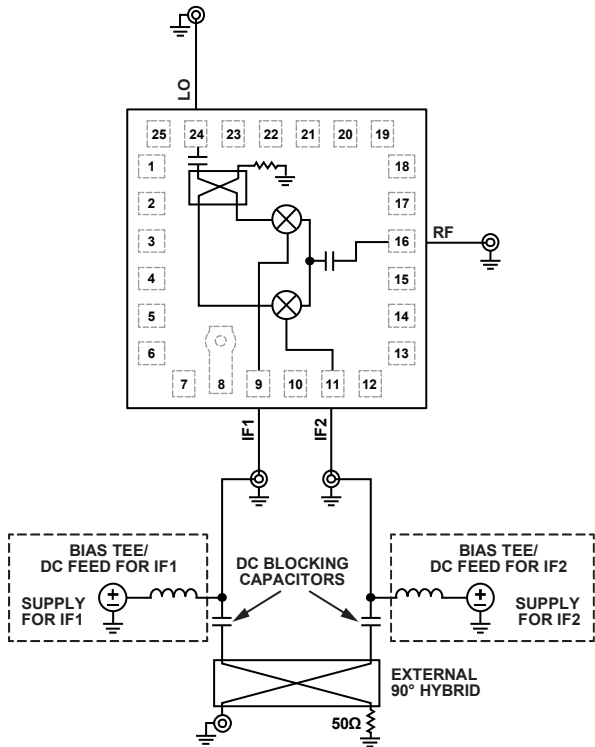 LO
25 24 23 22 21 20 19
1
2
3
4
5
6
18
17
16
15
14
13
RF
7 8 9 10 11 12
IF1
IF2
BIAS TEE/
DC FEED FOR IF1
SUPPLY
FOR IF1
DC BLOCKING
CAPACITORS
BIAS TEE/
DC FEED FOR IF2
SUPPLY
FOR IF2
EXTERNAL
90° HYBRID
50Ω